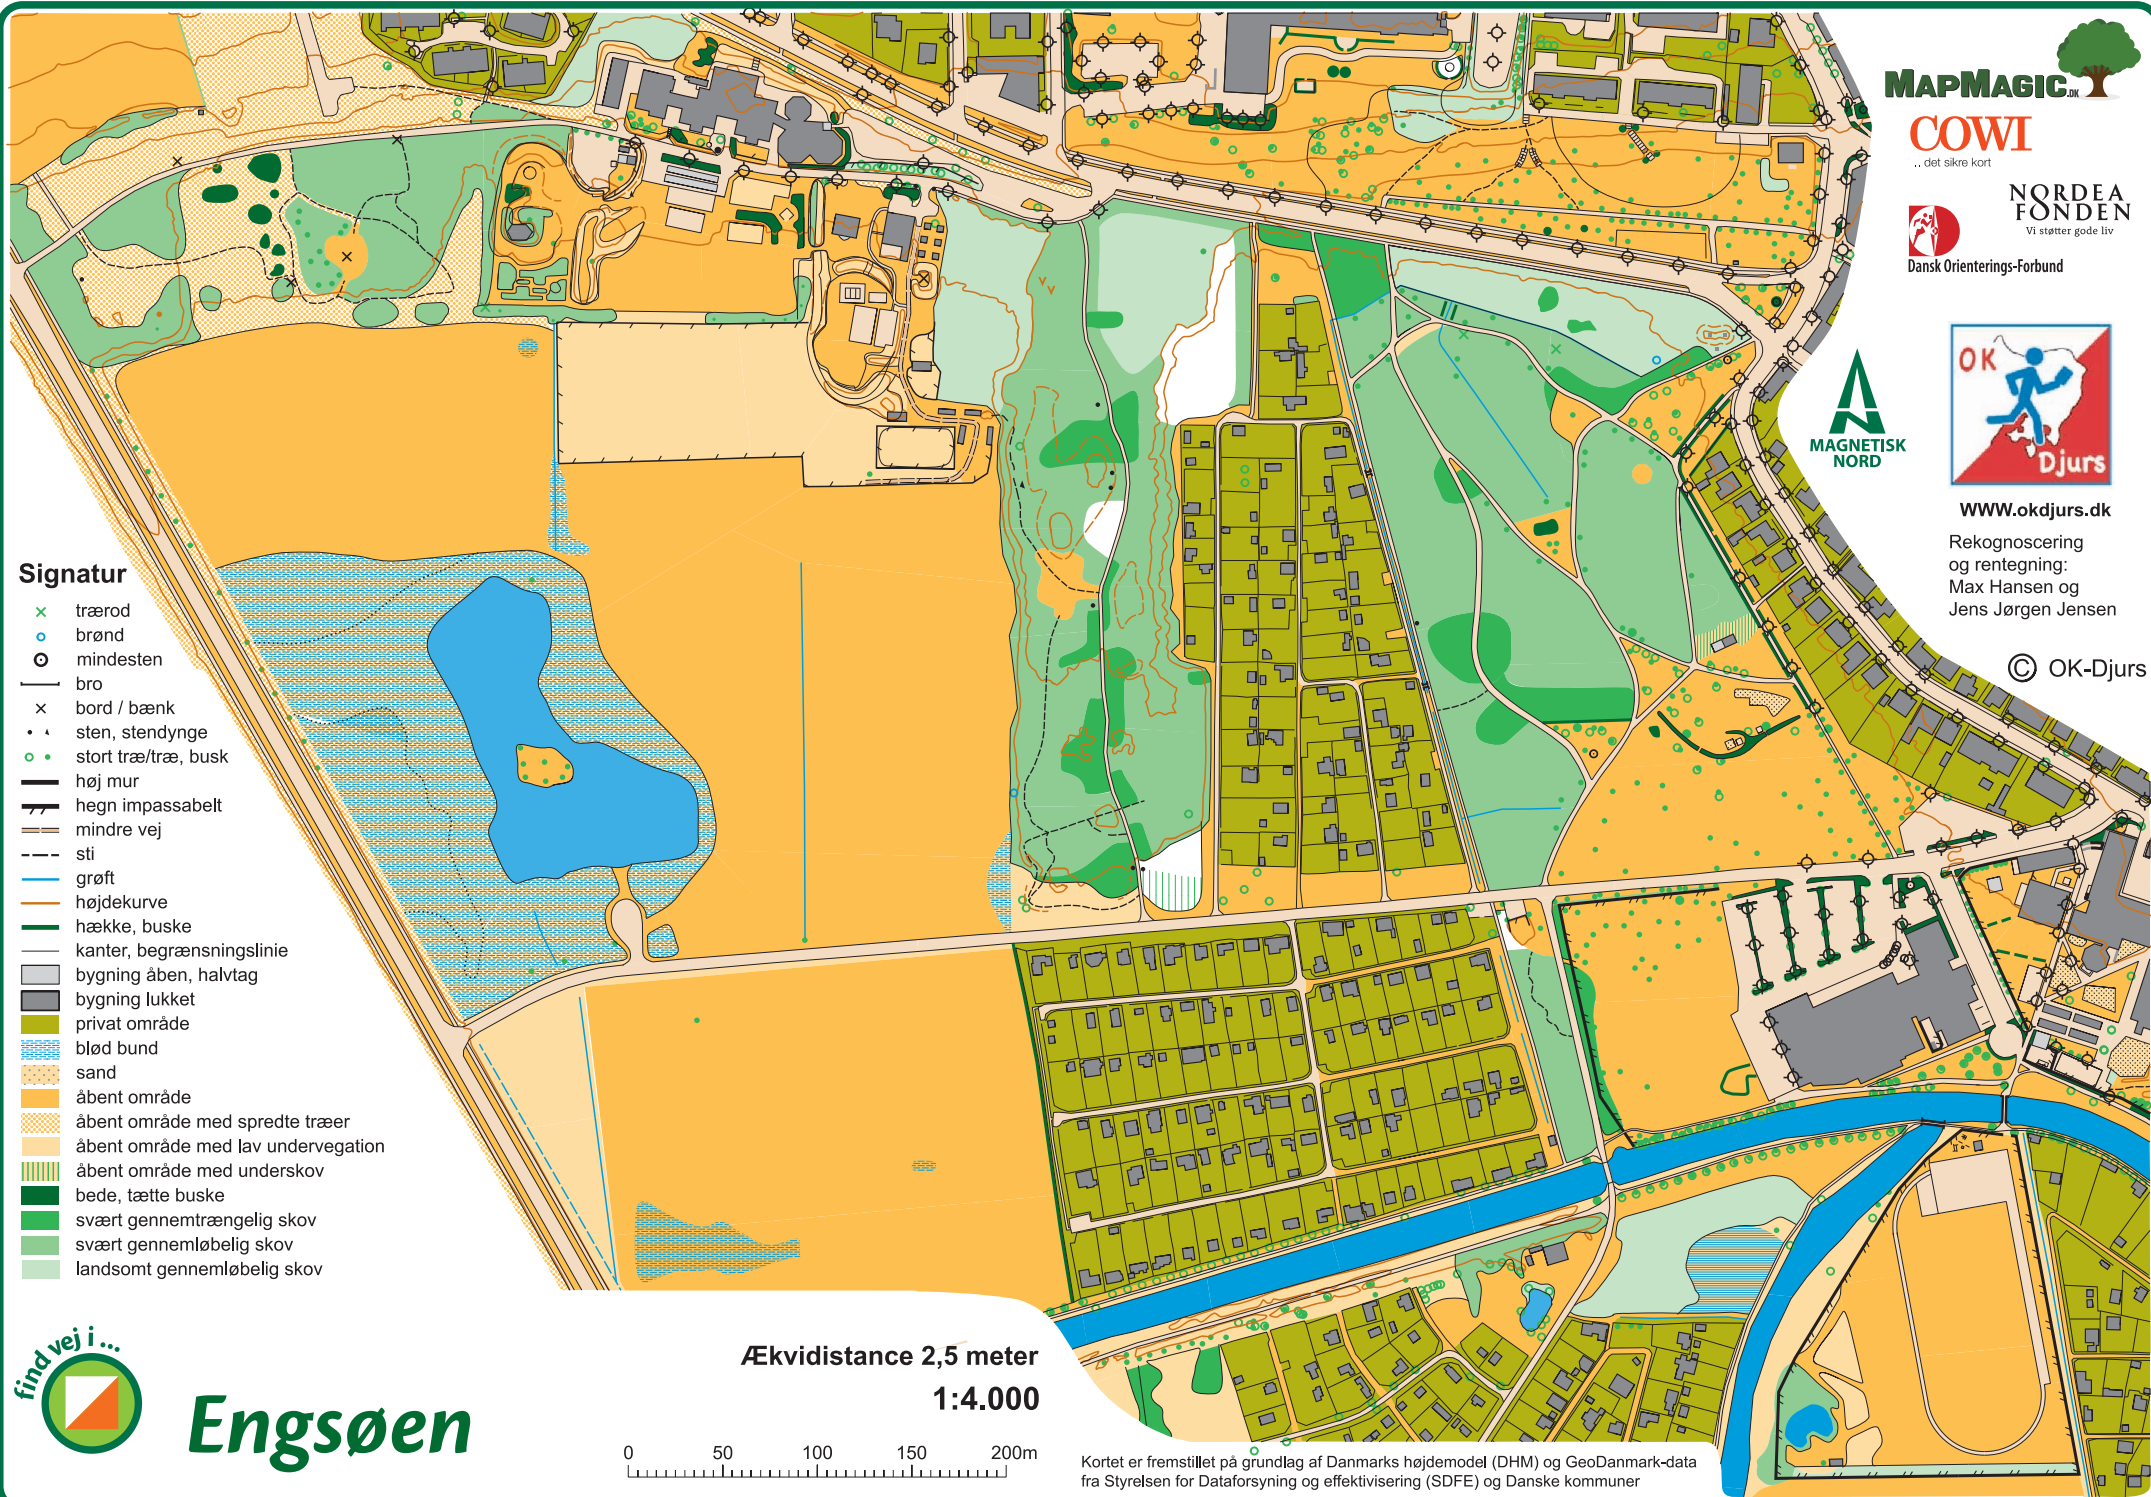 MAPMAGIC.DK
COWI
.. det sikre kort
NORDEA
FONDEN
Vi støtter gode liv
Dansk Orienterings-Forbund
MAGNETISK
NORD
OK
Djurs
WWW.okdjurs.dk
Rekognoscering
og rentegning:
Max Hansen og
Jens Jørgen Jensen
© OK-Djurs
Signatur
trærod
brønd
mindesten
bro
bord / bænk
sten, stendynge
stort træ/træ, busk
høj mur
hegn impassabelt
mindre vej
sti
grøft
højdekurve
hække, buske
kanter, begrænsningslinie
bygning åben, halvtag
bygning lukket
privat område
blød bund
sand
åbent område
åbent område med spredte træer
åbent område med lav undervegation
åbent område med underskov
bede, tætte buske
svært gennemtrængelig skov
svært gennemløbelig skov
landsomt gennemløbelig skov
find vej i ...
Engsøen
Ækvidistance 2,5 meter
1:4.000
0 50 100 150 200m
Kortet er fremstillet på grundlag af Danmarks højdemodel (DHM) og GeoDanmark-data
fra Styrelsen for Dataforsyning og effektivisering (SDFE) og Danske kommuner